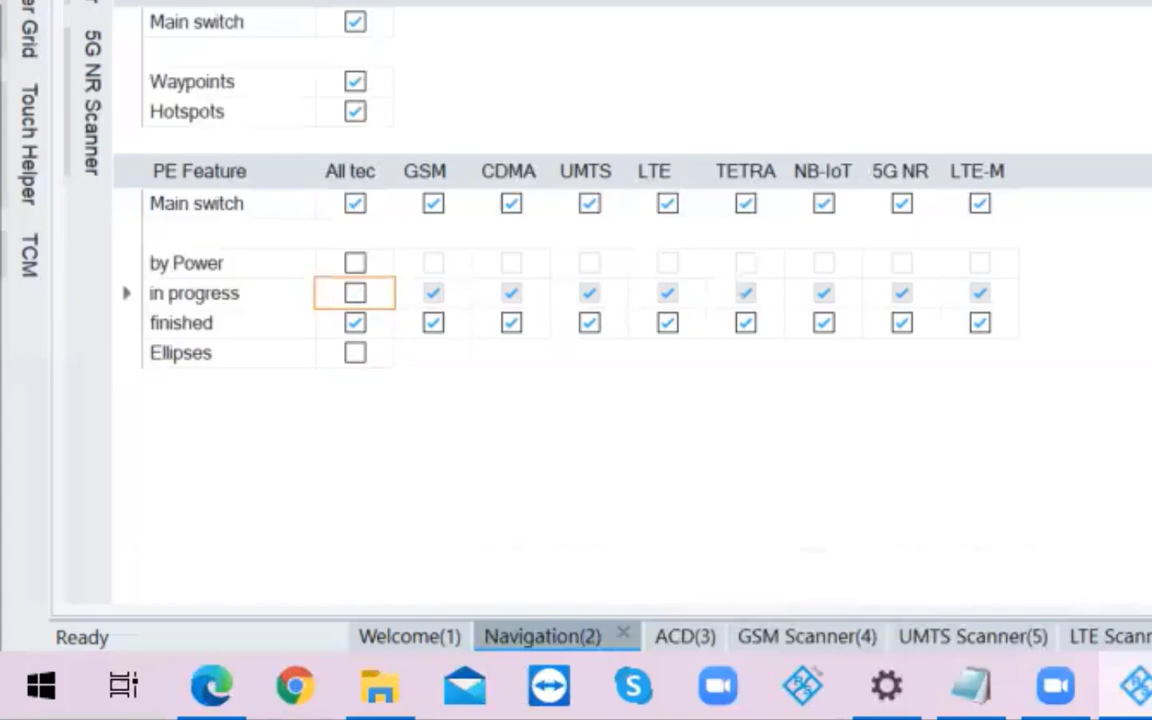 Main switch
Waypoints
Hotspots
PE Feature All tec GSM CDMA UMTS LTE TETRA NB-IoT 5G NR LTE-M
Main switch
by Power
in progress
finished
Ellipses
Grid
Touch Helper
TCM
5G NR Scanner
Ready Welcome(1) Navigation(2) ACD(3) GSM Scanner(4) UMTS Scanner(5) LTE